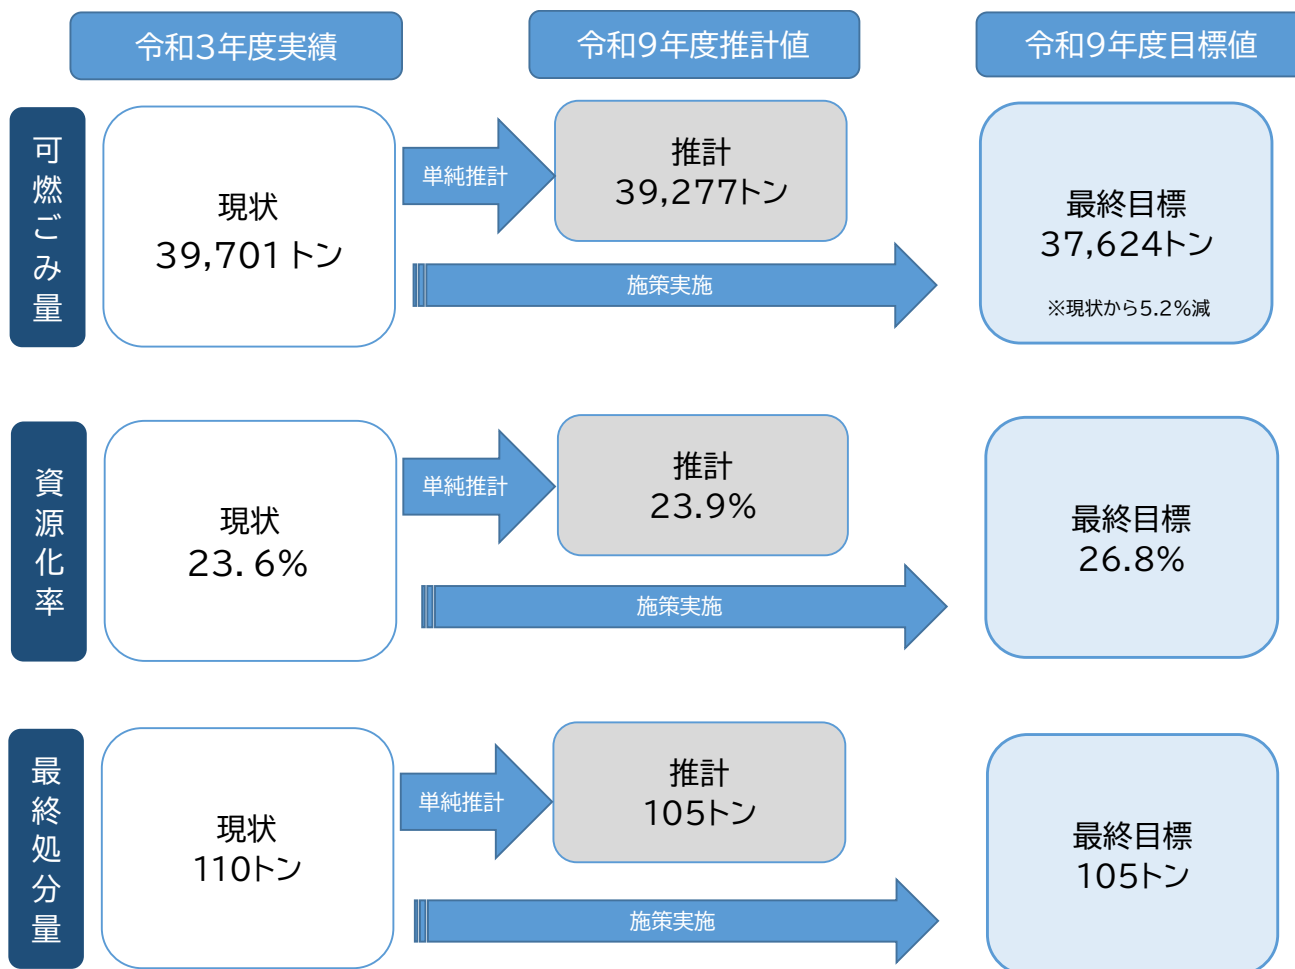 令和3年度実績
令和9年度推計値
令和9年度目標値
可燃ごみ量
現状
39,701トン
単純推計
推計
39,277トン
施策実施
最終目標
37,624トン
※現状から5.2%減
資源化率
現状
23.6%
単純推計
推計
23.9%
施策実施
最終目標
26.8%
最終処分量
現状
110トン
単純推計
推計
105トン
施策実施
最終目標
105トン